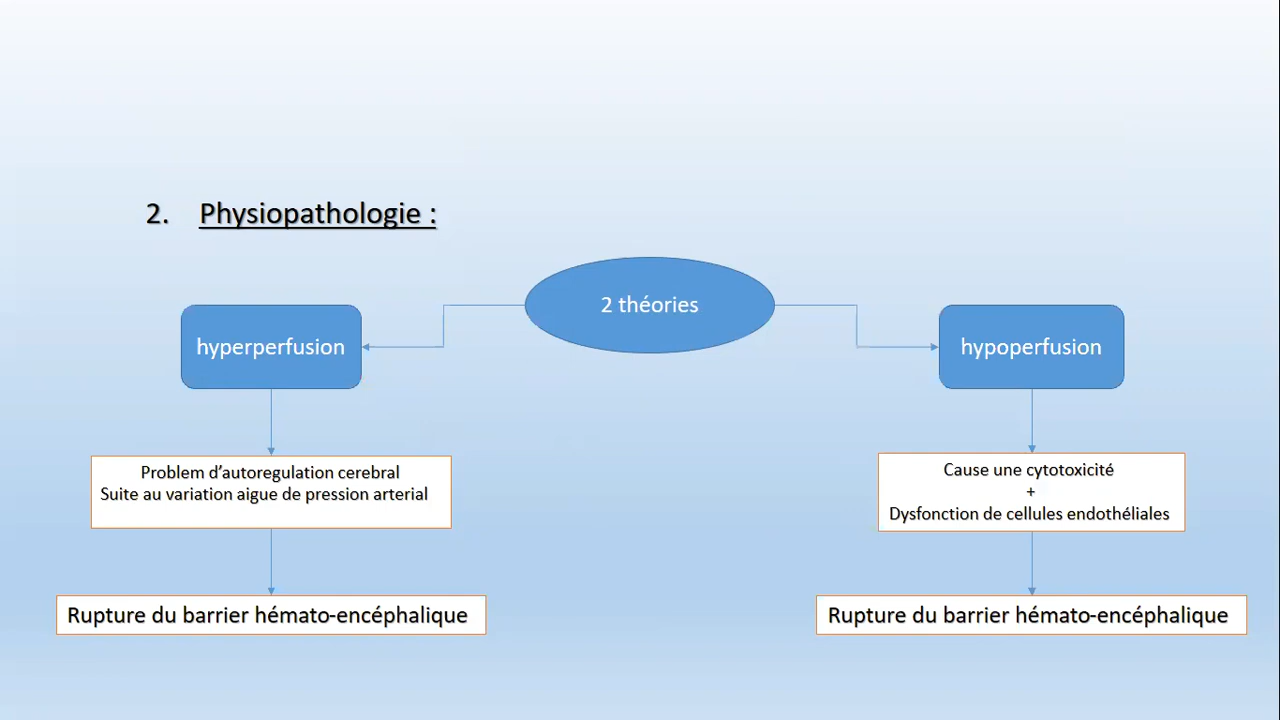 2. Physiopathologie :
2 théories
hyperperfusion
hypoperfusion
Problem d’autoregulation cerebral
Suite au variation aigue de pression arterial
Cause une cytotoxicité
+
Dysfonction de cellules endothéliales
Rupture du barrier hémato-encéphalique
Rupture du barrier hémato-encéphalique